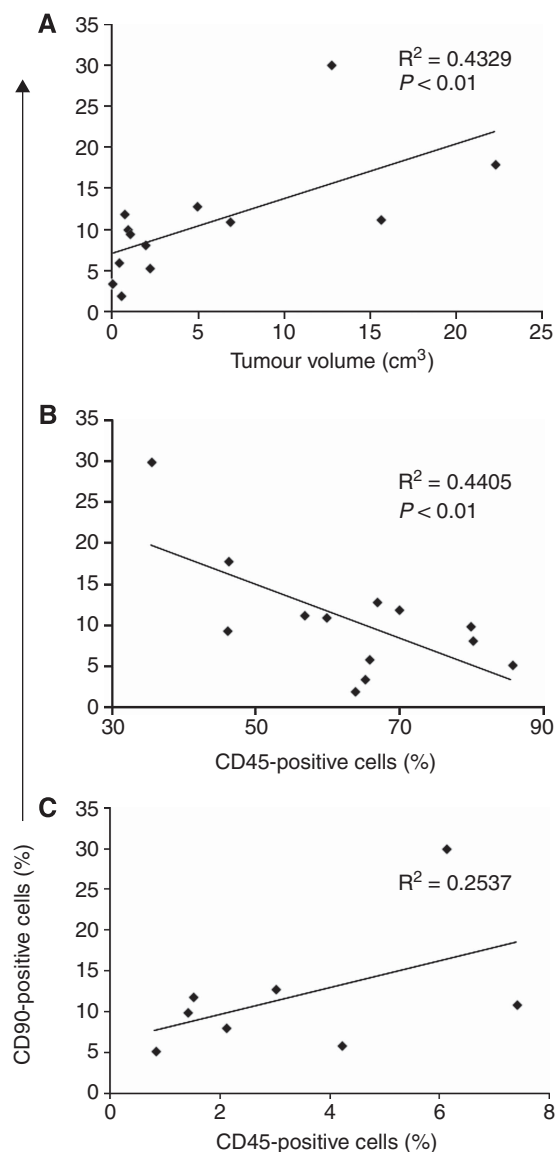 A
35
30
25
20
15
10
5
0
R² = 0.4329
P < 0.01
0 5 10 15 20 25
Tumour volume (cm³)
B
35
30
25
20
15
10
5
0
R² = 0.4405
P < 0.01
30 50 70 90
CD45-positive cells (%)
C
35
30
25
20
15
10
5
0
R² = 0.2537
0 2 4 6 8
CD45-positive cells (%)
CD90-positive cells (%)